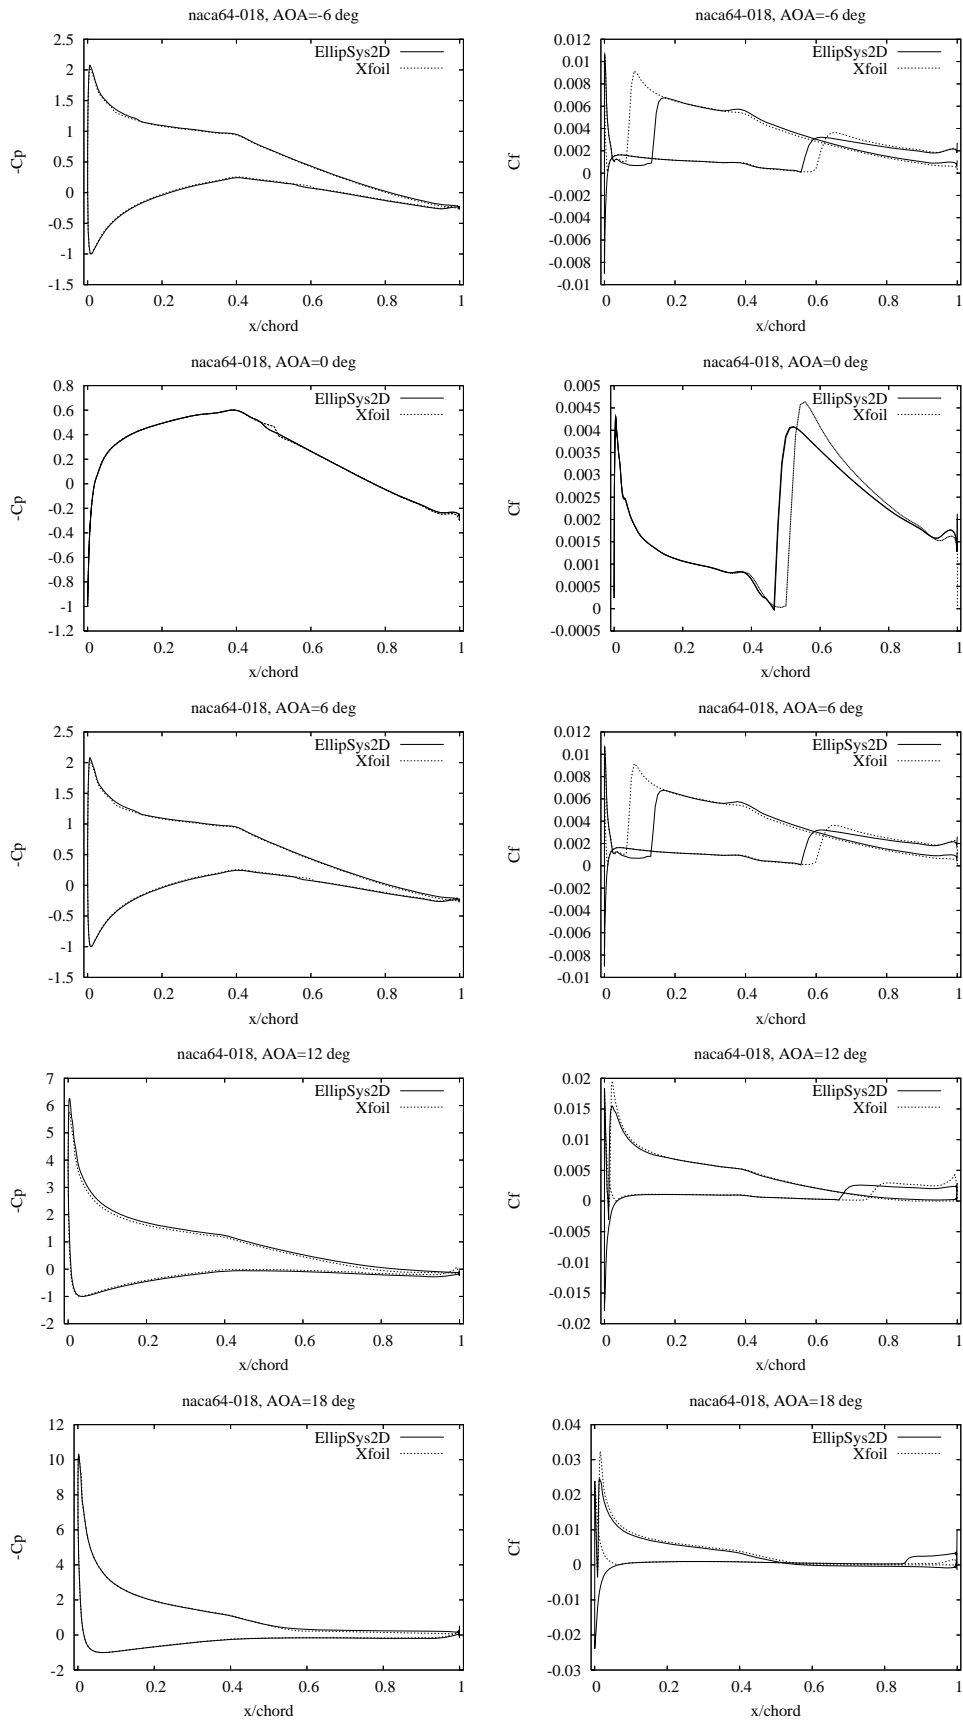 naca64-018, AOA=-6 deg
EllipSys2D
Xfoil
2.5
2
1.5
1
0.5
0
-0.5
-1
-1.5
-Cp
0 0.2 0.4 0.6 0.8 1
x/chord
naca64-018, AOA=-6 deg
EllipSys2D
Xfoil
0.012
0.01
0.008
0.006
0.004
0.002
0
-0.002
-0.004
-0.006
-0.008
-0.01
Cf
0 0.2 0.4 0.6 0.8 1
x/chord
naca64-018, AOA=0 deg
EllipSys2D
Xfoil
0.8
0.6
0.4
0.2
0
-0.2
-0.4
-0.6
-0.8
-1
-1.2
-Cp
0 0.2 0.4 0.6 0.8 1
x/chord
naca64-018, AOA=0 deg
EllipSys2D
Xfoil
0.005
0.0045
0.004
0.0035
0.003
0.0025
0.002
0.0015
0.001
0.0005
0
-0.0005
Cf
0 0.2 0.4 0.6 0.8 1
x/chord
naca64-018, AOA=6 deg
EllipSys2D
Xfoil
2.5
2
1.5
1
0.5
0
-0.5
-1
-1.5
-Cp
0 0.2 0.4 0.6 0.8 1
x/chord
naca64-018, AOA=6 deg
EllipSys2D
Xfoil
0.012
0.01
0.008
0.006
0.004
0.002
0
-0.002
-0.004
-0.006
-0.008
-0.01
Cf
0 0.2 0.4 0.6 0.8 1
x/chord
naca64-018, AOA=12 deg
EllipSys2D
Xfoil
7
6
5
4
3
2
1
0
-1
-2
-Cp
0 0.2 0.4 0.6 0.8 1
x/chord
naca64-018, AOA=12 deg
EllipSys2D
Xfoil
0.02
0.015
0.01
0.005
0
-0.005
-0.01
-0.015
-0.02
Cf
0 0.2 0.4 0.6 0.8 1
x/chord
naca64-018, AOA=18 deg
EllipSys2D
Xfoil
12
10
8
6
4
2
0
-2
-Cp
0 0.2 0.4 0.6 0.8 1
x/chord
naca64-018, AOA=18 deg
EllipSys2D
Xfoil
0.04
0.03
0.02
0.01
0
-0.01
-0.02
-0.03
Cf
0 0.2 0.4 0.6 0.8 1
x/chord